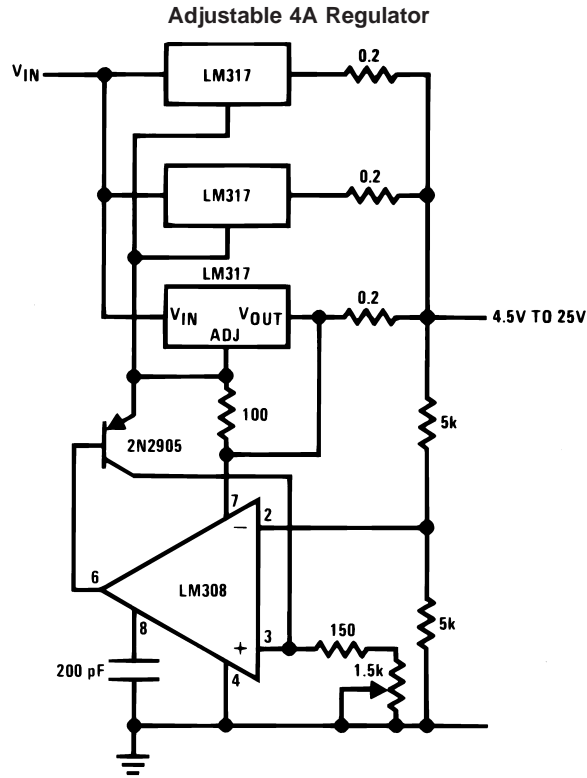 Adjustable 4A Regulator
VIN
LM317
0.2
LM317
0.2
LM317
VIN
VOUT
ADJ
0.2
4.5V TO 25V
100
5k
2N2905
7
2
−
6
LM308
8
+
3
4
150
1.5k
5k
200 pF